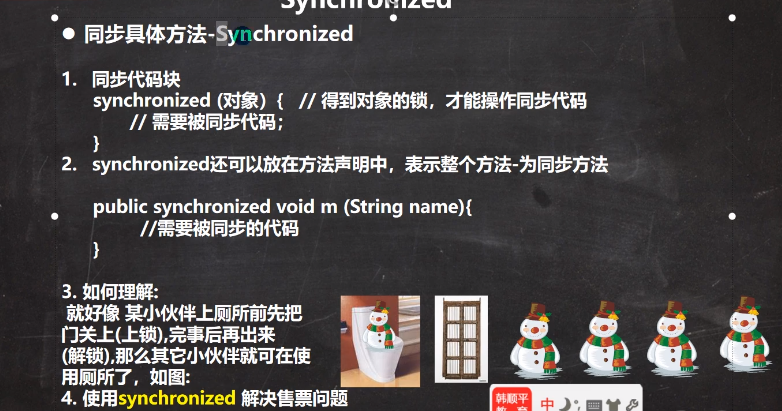 Synchronized
● 同步具体方法-Synchronized
1. 同步代码块
synchronized (对象) { // 得到对象的锁，才能操作同步代码
// 需要被同步代码;
}
2. synchronized还可以放在方法声明中，表示整个方法-为同步方法
public synchronized void m (String name){
//需要被同步的代码
}
3. 如何理解:
就好像 某小伙伴上厕所前先把
门关上(上锁),完事后再出来
(解锁),那么其它小伙伴就可在使
用厕所了，如图:
4. 使用synchronized 解决售票问题
韩顺平
中